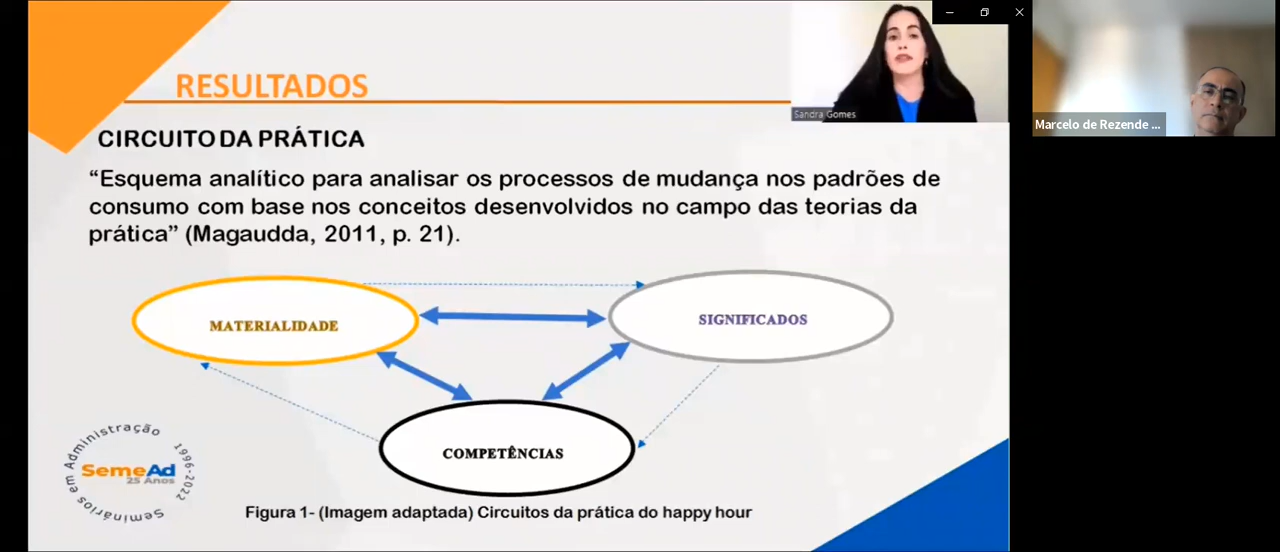 RESULTADOS
Sandra Gomes
Marcelo de Rezende ...
CIRCUITO DA PRÁTICA
“Esquema analítico para analisar os processos de mudança nos padrões de
consumo com base nos conceitos desenvolvidos no campo das teorias da
prática” (Magaudda, 2011, p. 21).
MATERIALIDADE
SIGNIFICADOS
COMPETÊNCIAS
Seminários em Administração
1996-2022
SemeAd
25 Anos
Figura 1- (Imagem adaptada) Circuitos da prática do happy hour